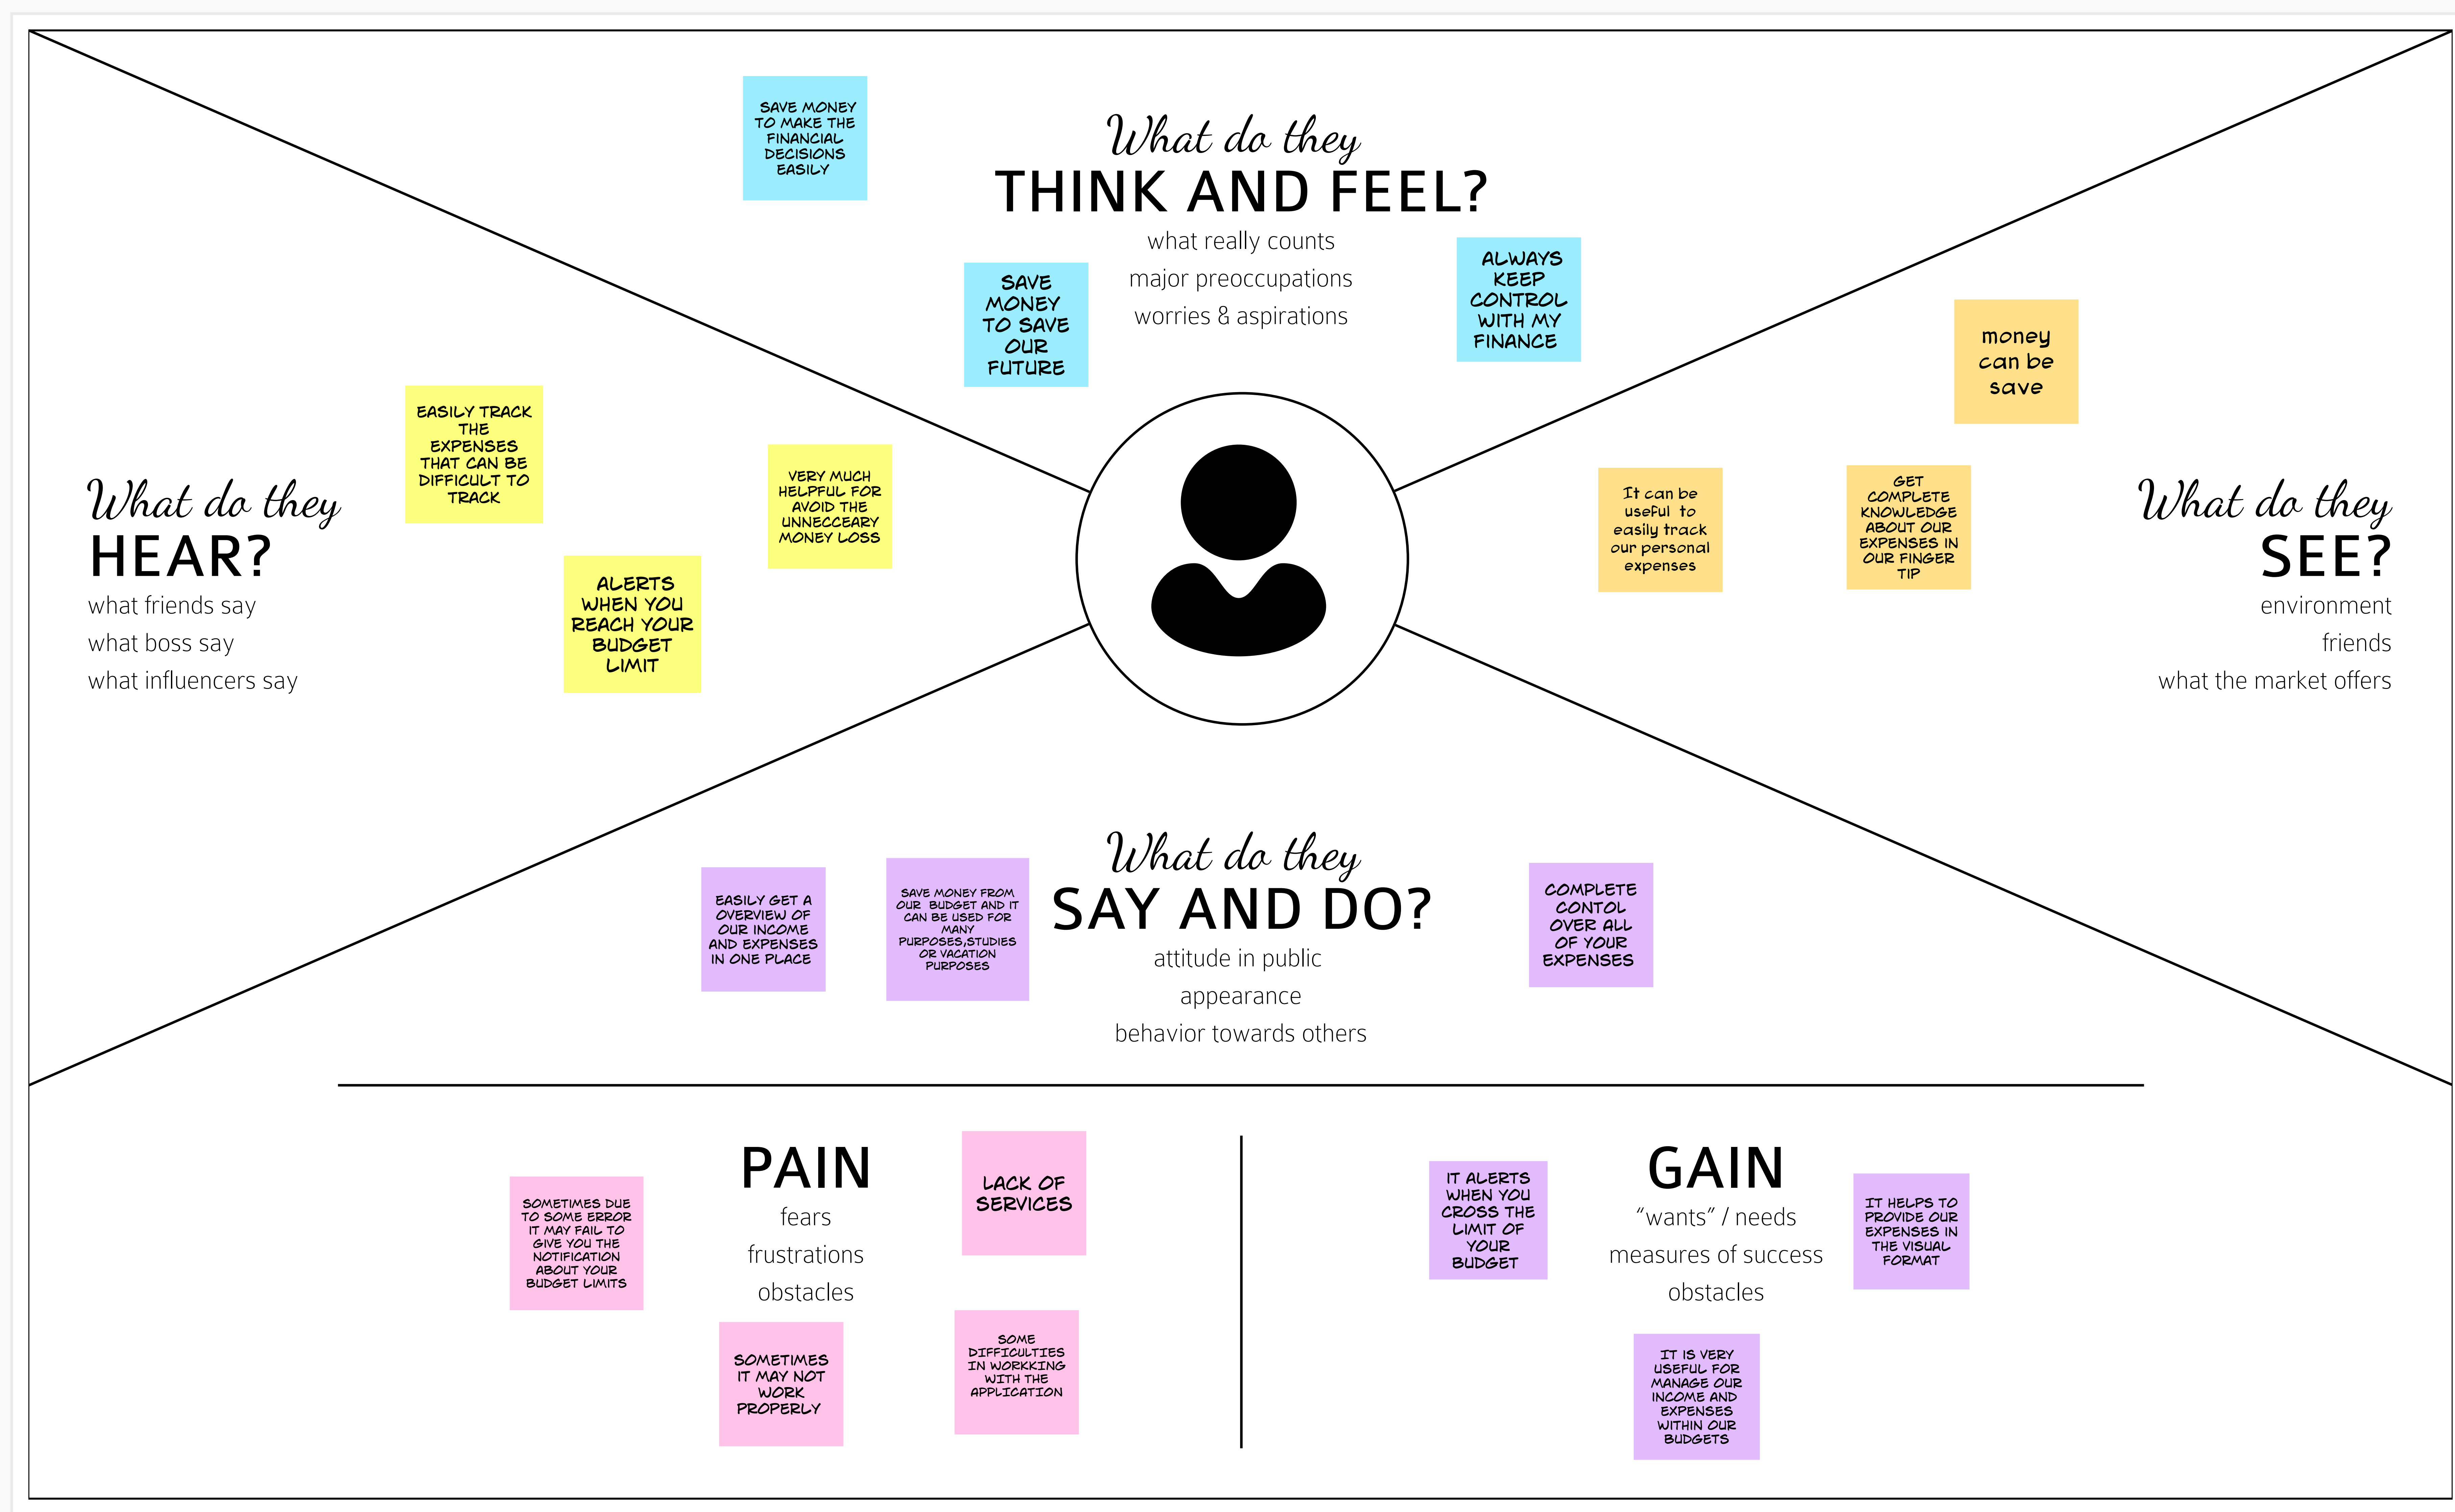 SAVE MONEY
TO MAKE THE
FINANCIAL
DECISIONS
EASILY
What do they
THINK AND FEEL?
what really counts
major preoccupations
worries & aspirations
SAVE
MONEY
TO SAVE
OUR
FUTURE
ALWAYS
KEEP
CONTROL
WITH MY
FINANCE
What do they
HEAR?
what friends say
what boss say
what influencers say
EASILY TRACK
THE
EXPENSES
THAT CAN BE
DIFFICULT TO
TRACK
ALERTS
WHEN YOU
REACH YOUR
BUDGET
LIMIT
VERY MUCH
HELPFUL FOR
AVOID THE
UNNECCEARY
MONEY LOSS
money
can be
save
It can be
useful to
easily track
our personal
expenses
GET
COMPLETE
KNOWLEDGE
ABOUT OUR
EXPENSES IN
OUR FINGER
TIP
What do they
SEE?
environment
friends
what the market offers
EASILY GET A
OVERVIEW OF
OUR INCOME
AND EXPENSES
IN ONE PLACE
SAVE MONEY FROM
OUR BUDGET AND IT
CAN BE USED FOR
MANY
PURPOSES,STUDIES
OR VACATION
PURPOSES
What do they
SAY AND DO?
attitude in public
appearance
behavior towards others
COMPLETE
CONTOL
OVER ALL
OF YOUR
EXPENSES
PAIN
fears
frustrations
obstacles
SOMETIMES DUE
TO SOME ERROR
IT MAY FAIL TO
GIVE YOU THE
NOTIFICATION
ABOUT YOUR
BUDGET LIMITS
LACK OF
SERVICES
SOMETIMES
IT MAY NOT
WORK
PROPERLY
SOME
DIFFICULTIES
IN WORKKING
WITH THE
APPLICATION
GAIN
“wants” / needs
measures of success
obstacles
IT ALERTS
WHEN YOU
CROSS THE
LIMIT OF
YOUR
BUDGET
IT HELPS TO
PROVIDE OUR
EXPENSES IN
THE VISUAL
FORMAT
IT IS VERY
USEFUL FOR
MANAGE OUR
INCOME AND
EXPENSES
WITHIN OUR
BUDGETS